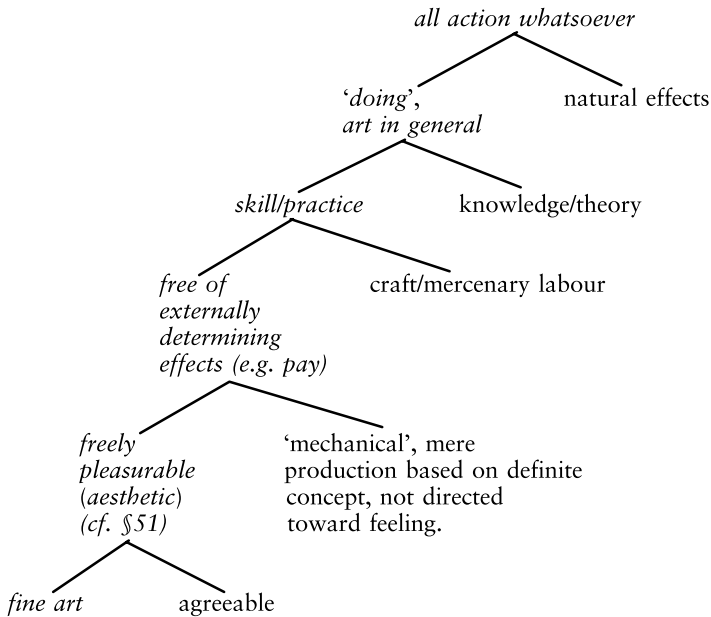 all action whatsoever
‘doing’,
art in general
natural effects
skill/practice
knowledge/theory
free of
externally
determining
effects (e.g. pay)
craft/mercenary labour
freely
pleasurable
(aesthetic)
(cf. §51)
‘mechanical’, mere
production based on definite
concept, not directed
toward feeling.
fine art
agreeable